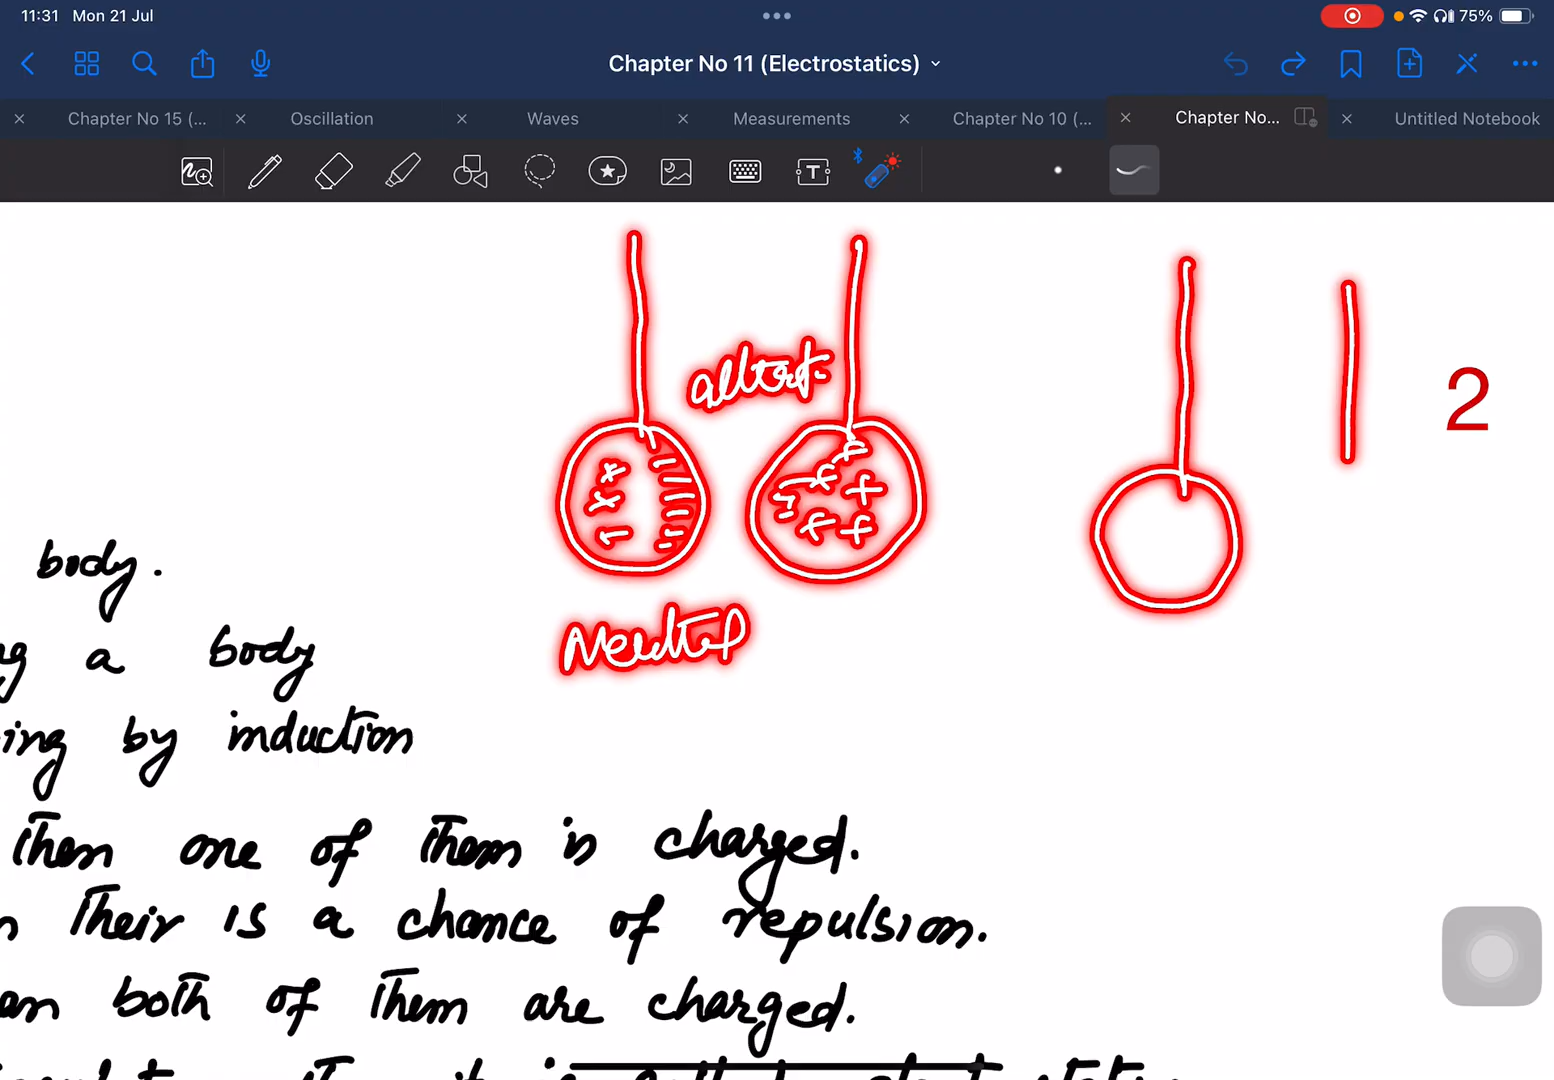 11:31 Mon 21 Jul
75%
Chapter No 11 (Electrostatics)
Chapter No 15 (...
Oscillation
Waves
Measurements
Chapter No 10 (...
Chapter No...
Untitled Notebook
T
2
Neutral
body.
a body
by induction
Then one of them is charged.
Their is a chance of repulsion.
both of them are charged.